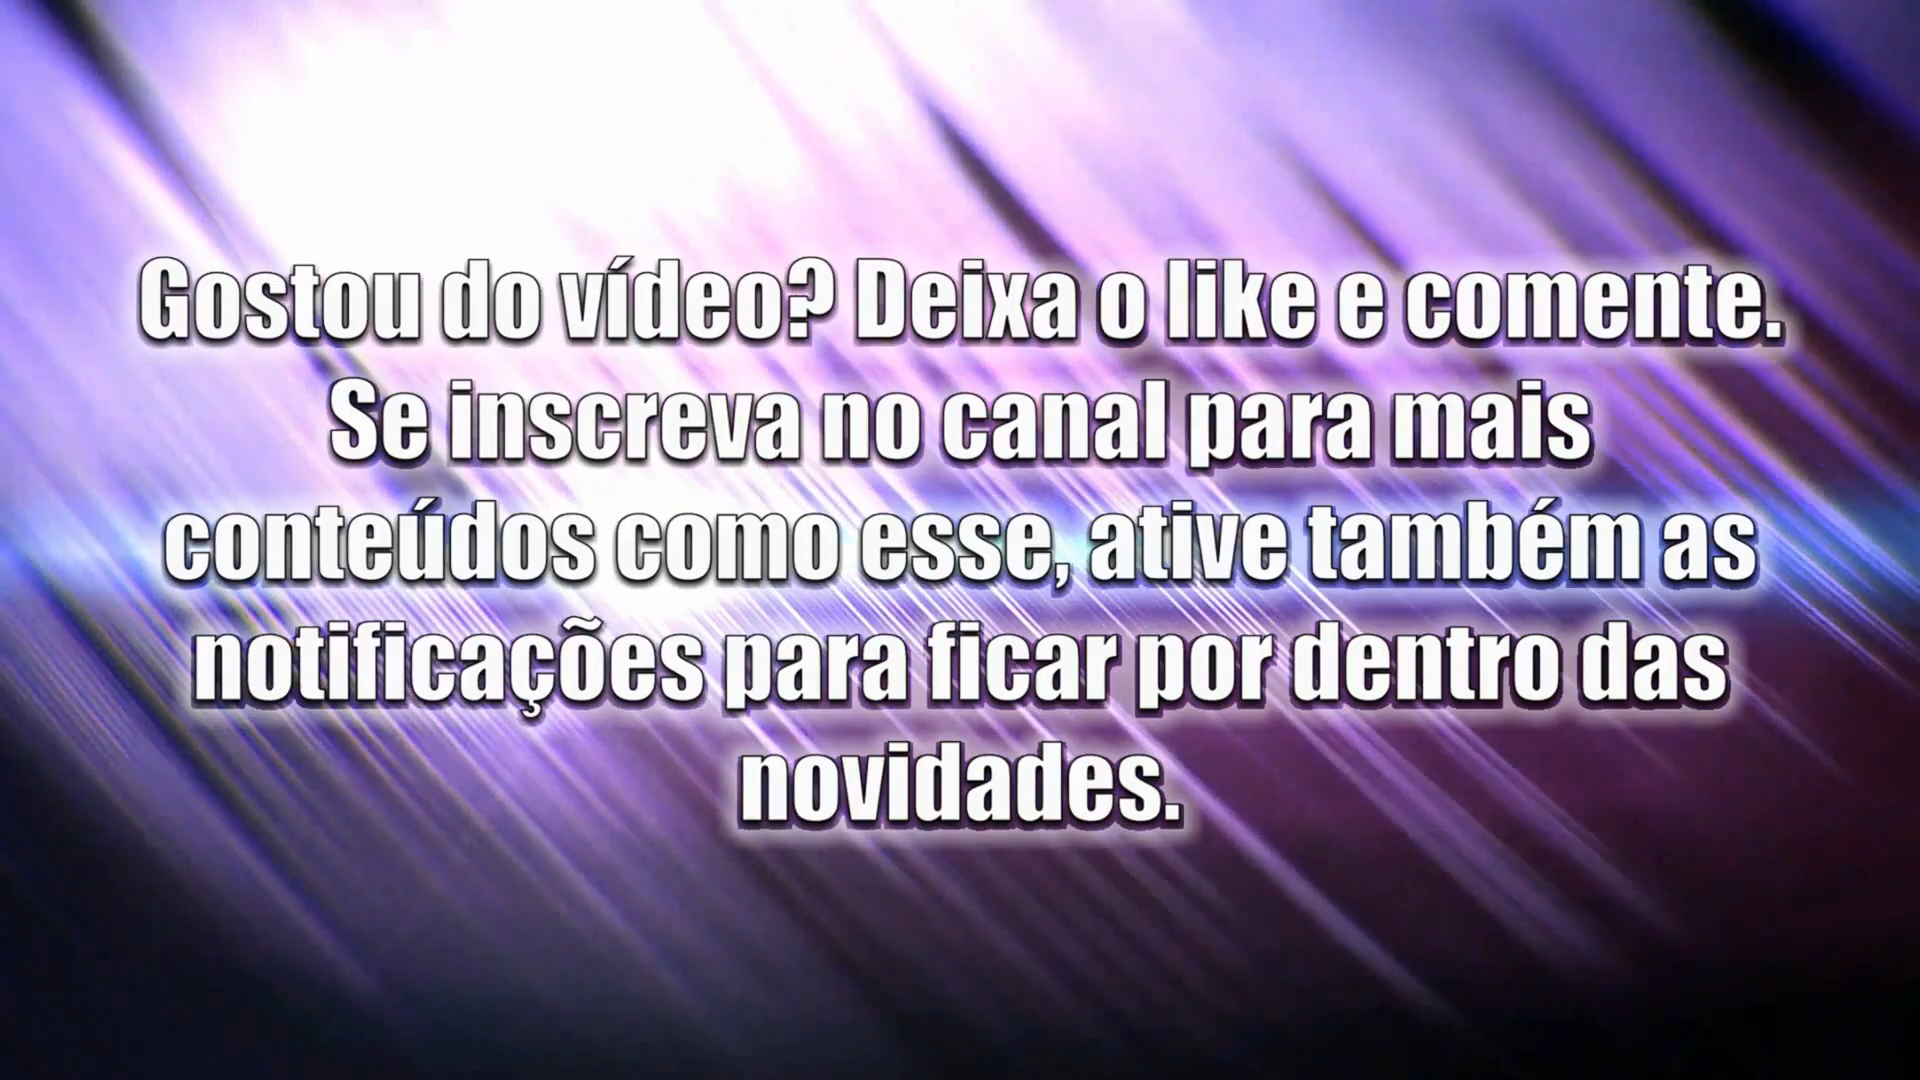 Gostou do vídeo? Deixa o like e comente.
Se inscreva no canal para mais
conteúdos como esse, ative também as
notificações para ficar por dentro das
novidades.